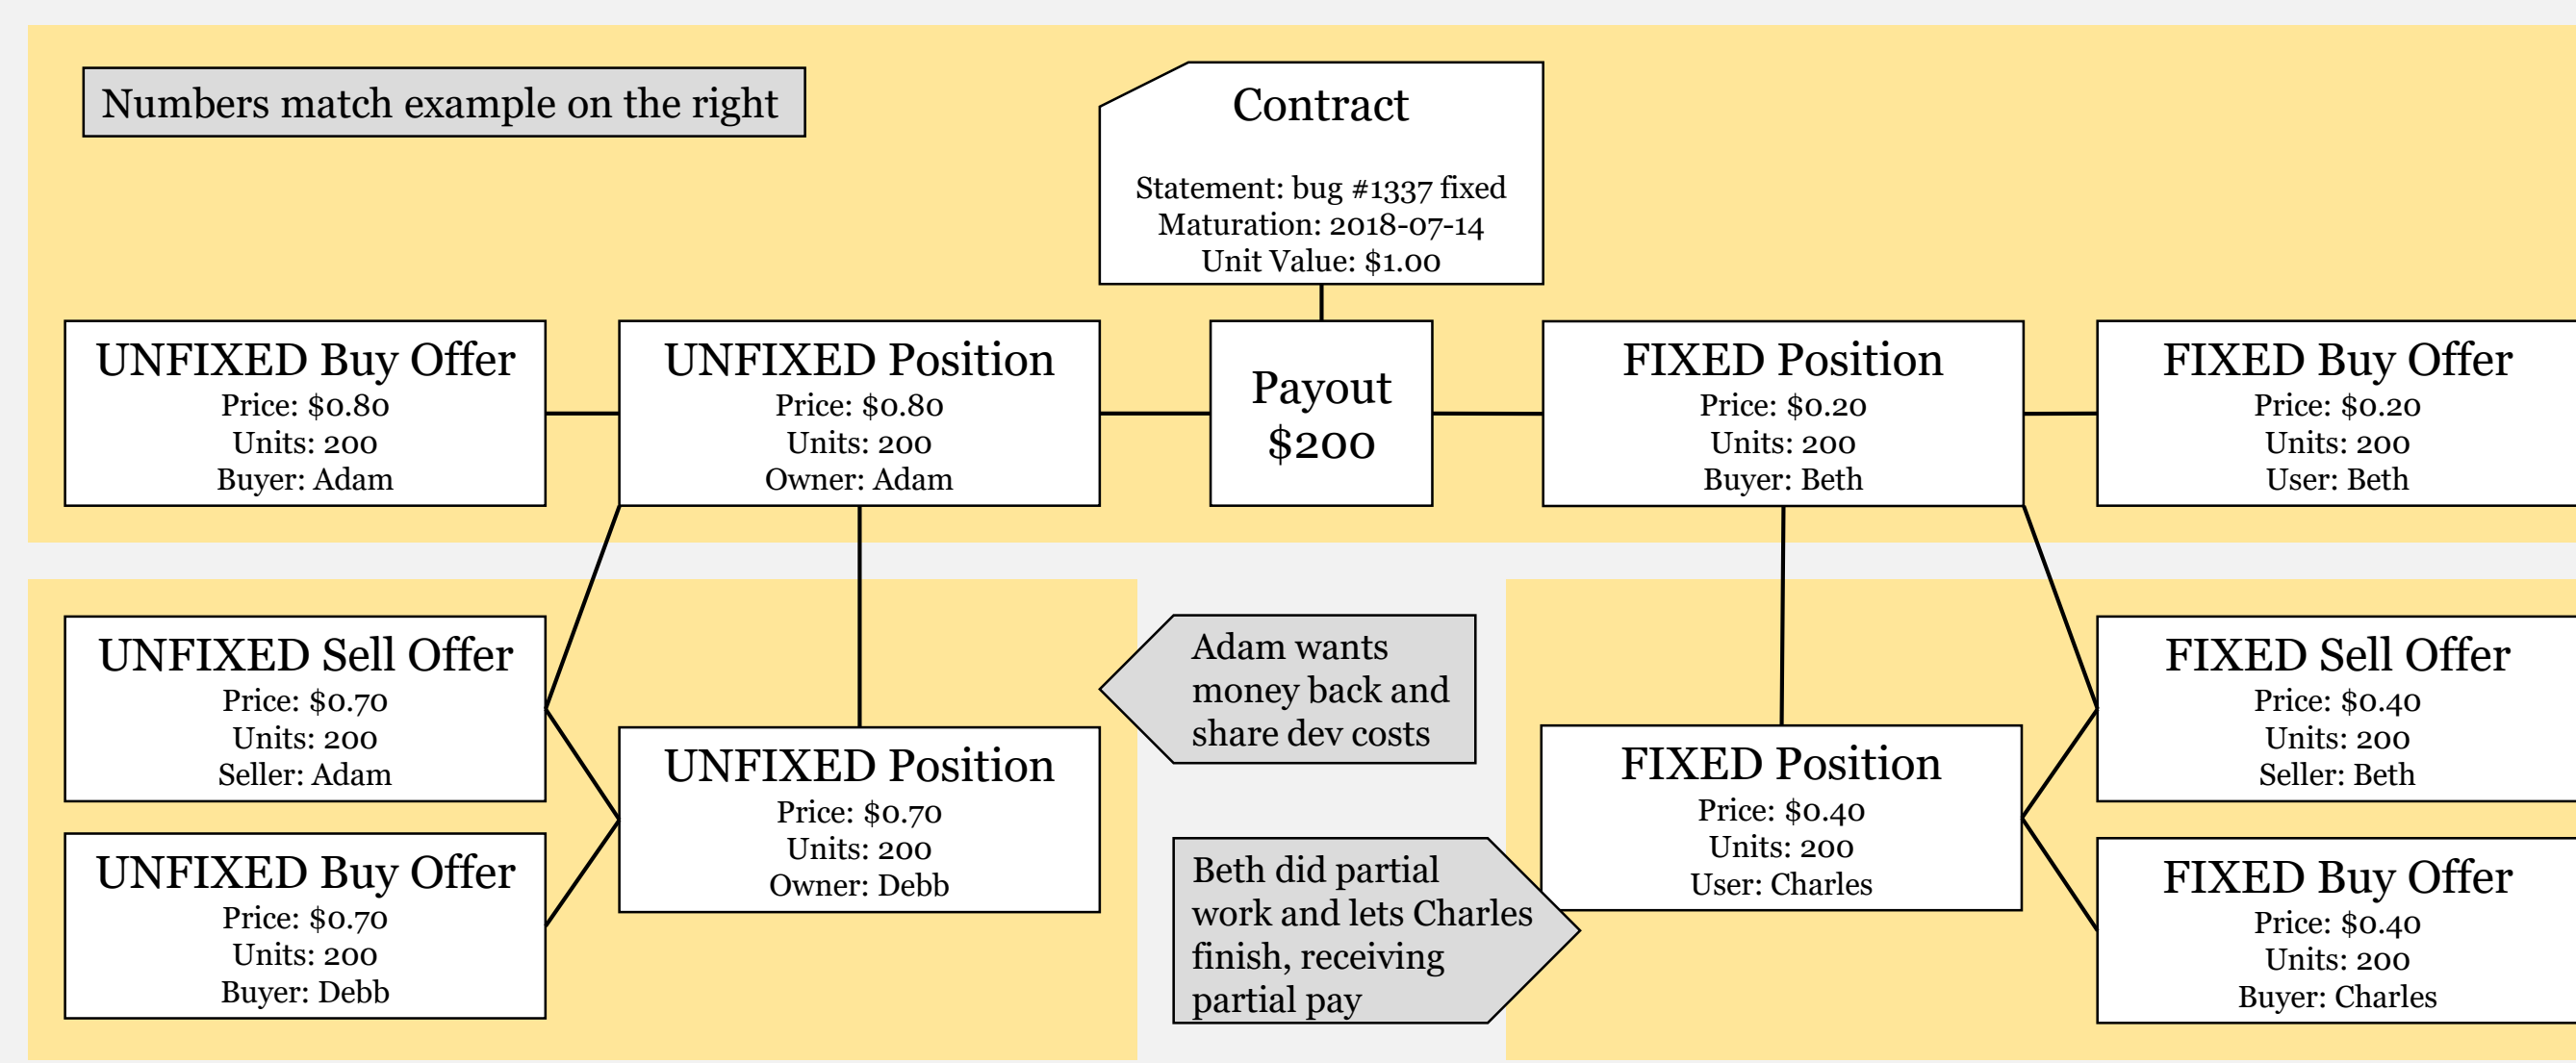 Numbers match example on the right
Contract
Statement: bug #1337 fixed
Maturation: 2018-07-14
Unit Value: $1.00
UNFIXED Buy Offer
Price: $0.80
Units: 200
Buyer: Adam
UNFIXED Position
Price: $0.80
Units: 200
Owner: Adam
Payout
$200
FIXED Position
Price: $0.20
Units: 200
Buyer: Beth
FIXED Buy Offer
Price: $0.20
Units: 200
User: Beth
UNFIXED Sell Offer
Price: $0.70
Units: 200
Seller: Adam
UNFIXED Buy Offer
Price: $0.70
Units: 200
Buyer: Debb
UNFIXED Position
Price: $0.70
Units: 200
Owner: Debb
Adam wants
money back and
share dev costs
Beth did partial
work and lets Charles
finish, receiving
partial pay
FIXED Position
Price: $0.40
Units: 200
User: Charles
FIXED Sell Offer
Price: $0.40
Units: 200
Seller: Beth
FIXED Buy Offer
Price: $0.40
Units: 200
Buyer: Charles